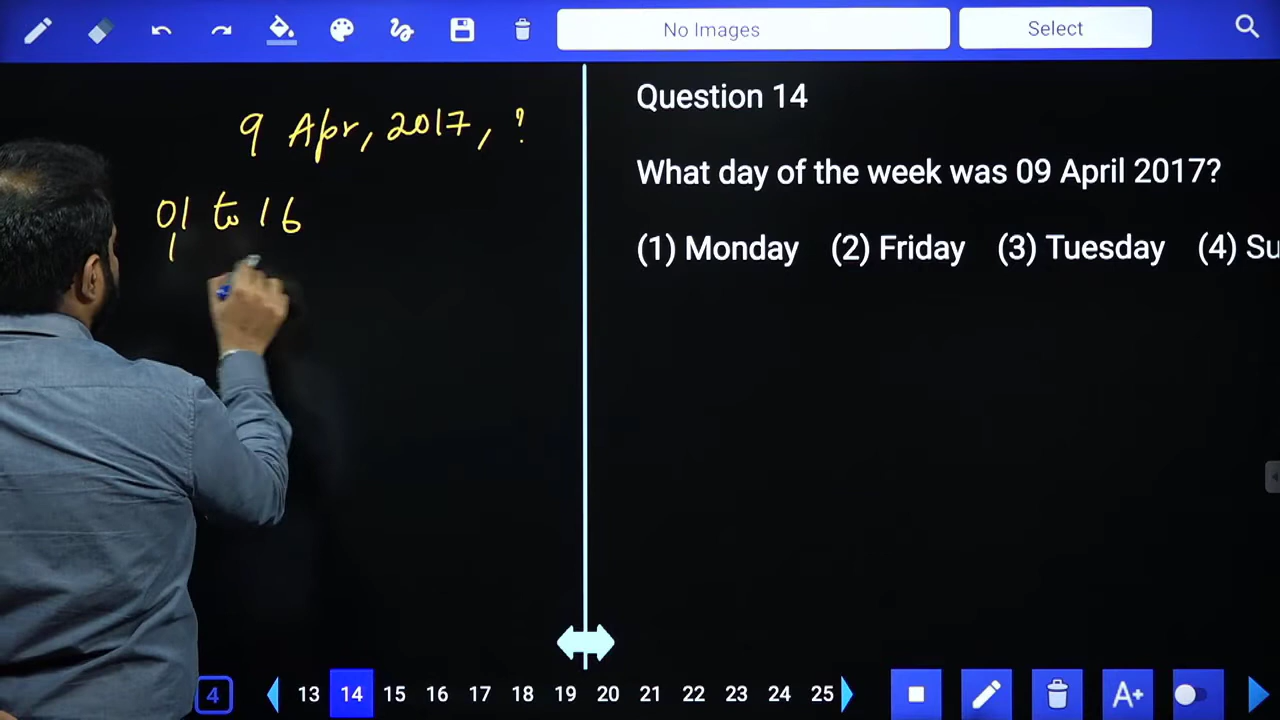 No Images
Select
9 Apr, 2017, ?
01 to 16
1
Question 14
What day of the week was 09 April 2017?
(1) Monday (2) Friday (3) Tuesday (4) Su
4 13 14 15 16 17 18 19 20 21 22 23 24 25
A+